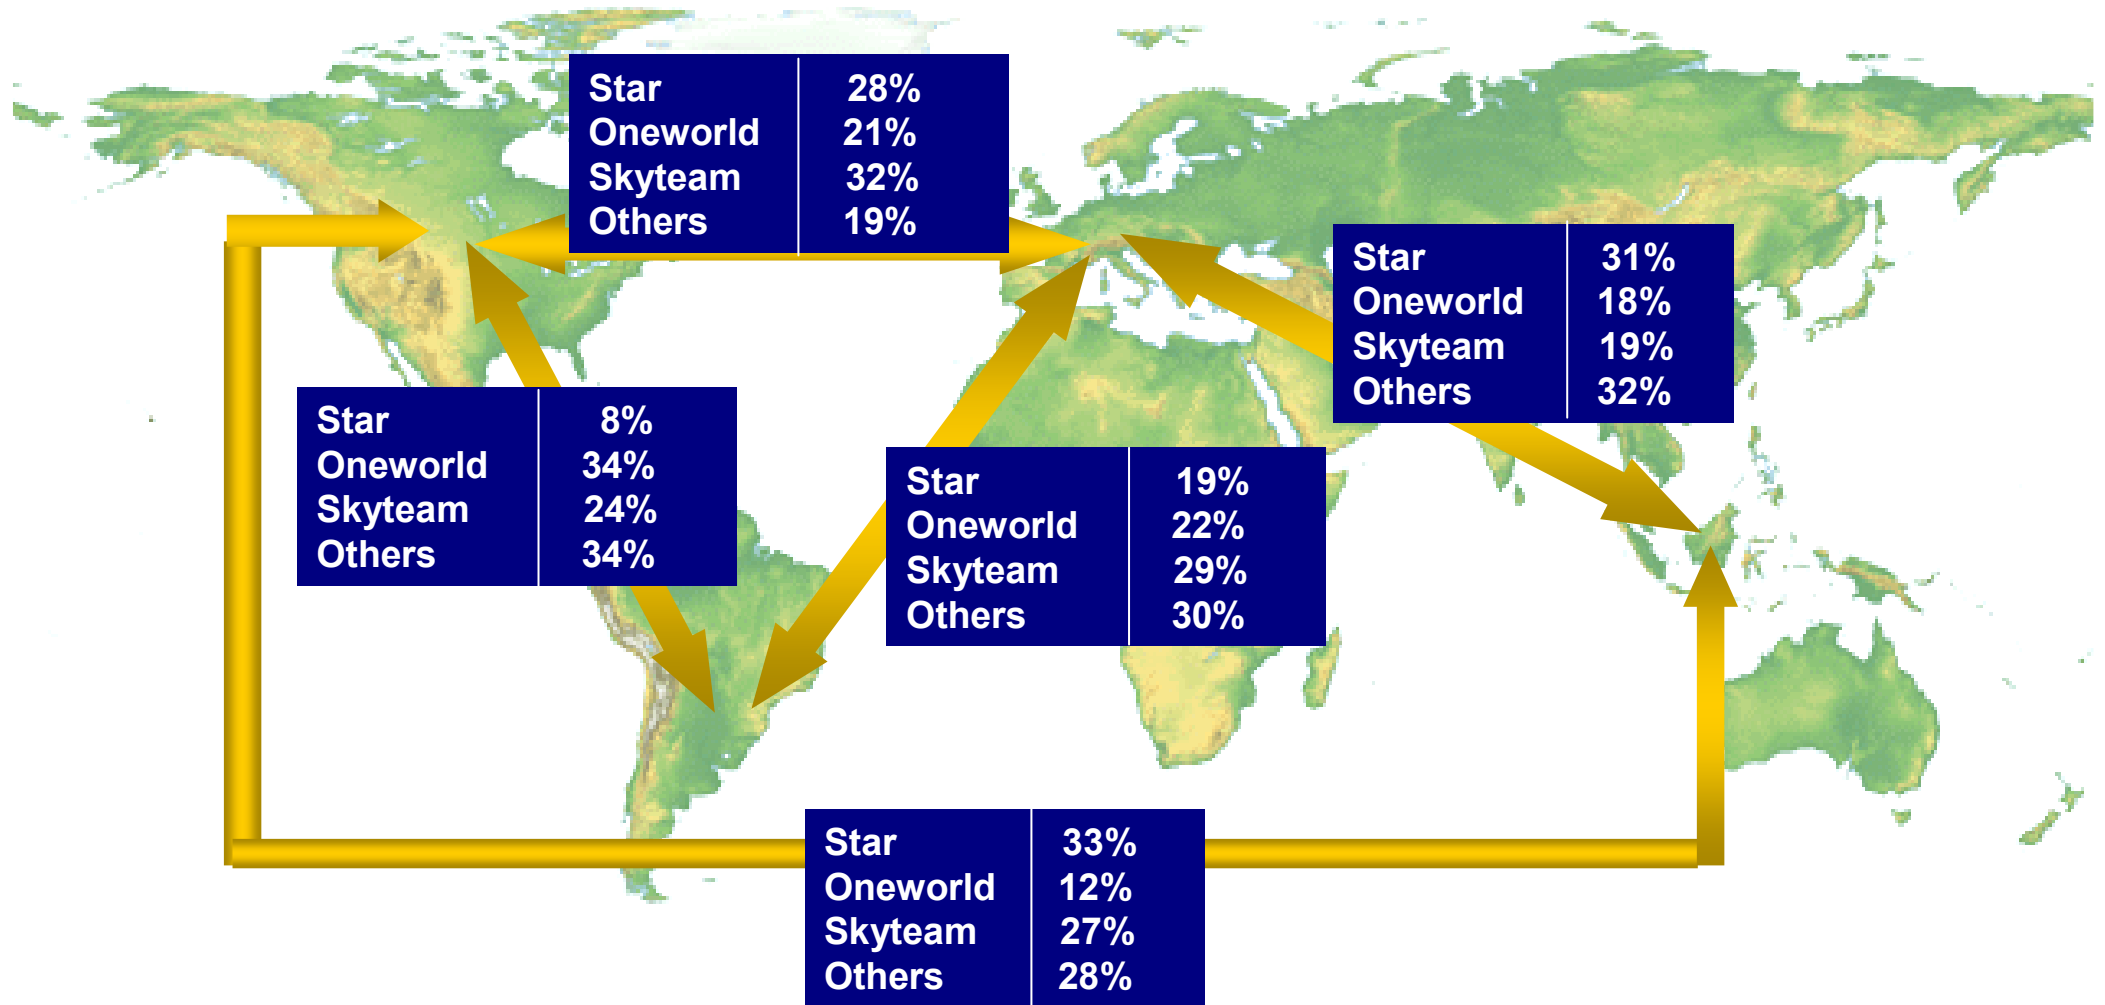 Star 28%
Oneworld 21%
Skyteam 32%
Others 19%
Star 31%
Oneworld 18%
Skyteam 19%
Others 32%
Star 8%
Oneworld 34%
Skyteam 24%
Others 34%
Star 19%
Oneworld 22%
Skyteam 29%
Others 30%
Star 33%
Oneworld 12%
Skyteam 27%
Others 28%